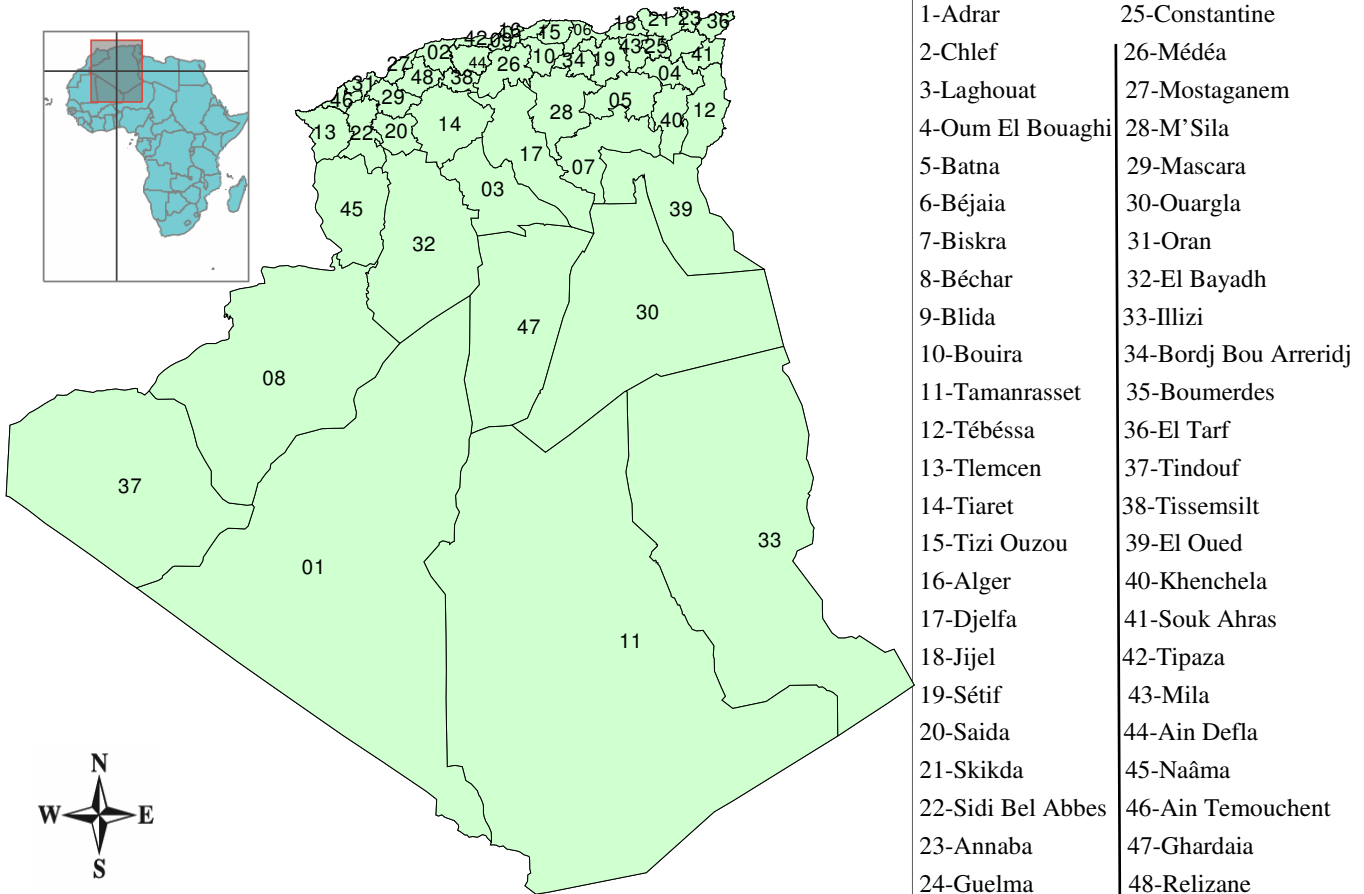 16
18
21
23
36
42
09
15
06
02
44
26
10
34
19
43
25
41
27
48
38
04
31
46
29
28
05
12
13
22
20
14
40
17
07
03
45
39
32
47
30
08
37
01
33
11
N
W
E
S
1-Adrar
2-Chlef
3-Laghouat
4-Oum El Bouaghi
5-Batna
6-Béjaia
7-Biskra
8-Béchar
9-Blida
10-Bouira
11-Tamanrasset
12-Tébéssa
13-Tlemcen
14-Tiaret
15-Tizi Ouzou
16-Alger
17-Djelfa
18-Jijel
19-Sétif
20-Saida
21-Skikda
22-Sidi Bel Abbes
23-Annaba
24-Guelma
25-Constantine
26-Médéa
27-Mostaganem
28-M’Sila
29-Mascara
30-Ouargla
31-Oran
32-El Bayadh
33-Illizi
34-Bordj Bou Arreridj
35-Boumerdes
36-El Tarf
37-Tindouf
38-Tissemsilt
39-El Oued
40-Khenchela
41-Souk Ahras
42-Tipaza
43-Mila
44-Ain Defla
45-Naâma
46-Ain Temouchent
47-Ghardaia
48-Relizane